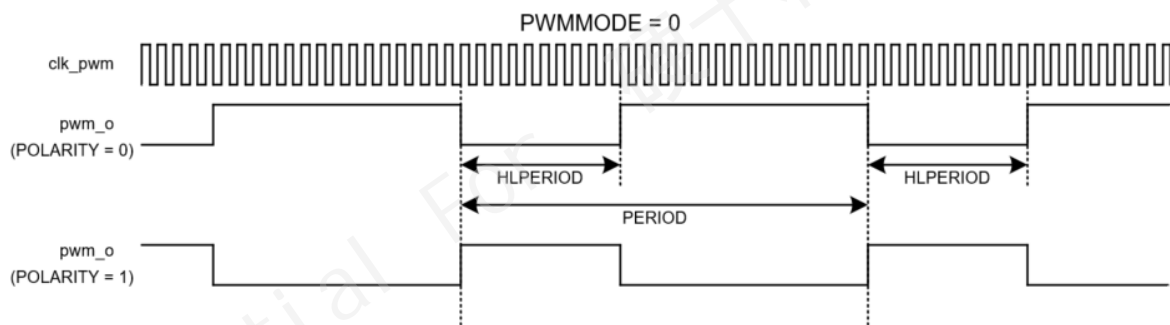 PWMMODE = 0
clk_pwm
pwm_o
(POLARITY = 0)
HLPERIOD
HLPERIOD
PERIOD
pwm_o
(POLARITY = 1)